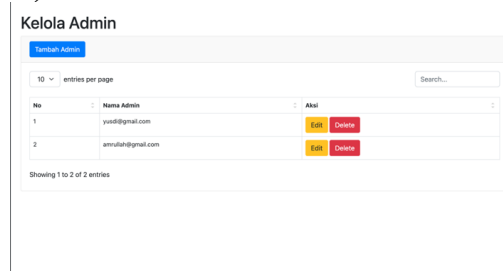 Kelola Admin
Tambah Admin
10 entries per page
Search...
No Nama Admin Aksi
1 yusdi@gmail.com Edit Delete
2 amrullah@gmail.com Edit Delete
Showing 1 to 2 of 2 entries